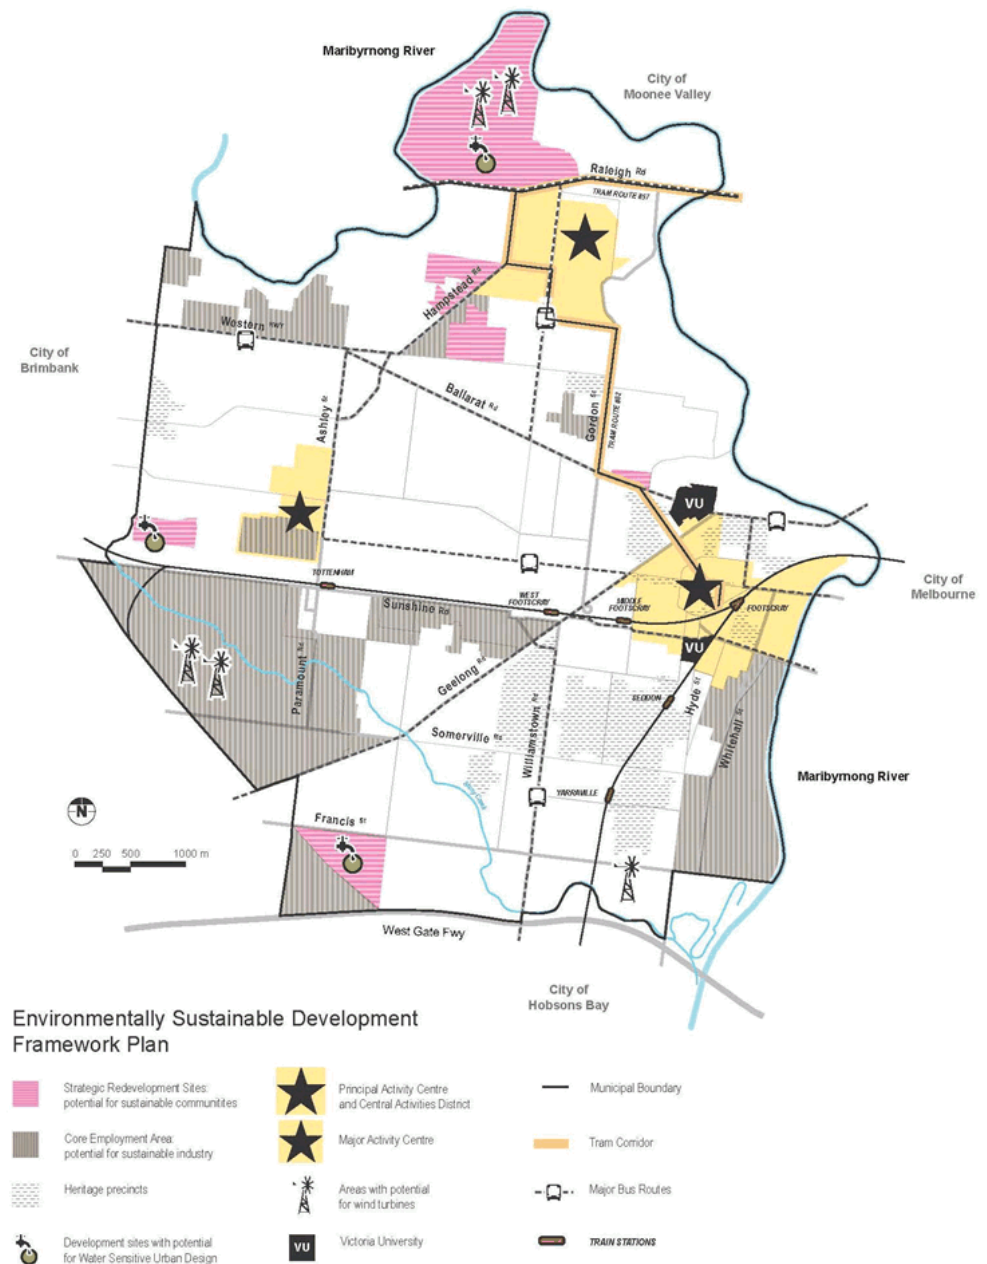 Maribyrnong River
City of
Moonee Valley
Raleigh Rd
TRAM ROUTE #57
Hampstead Rd
Western HWY
City of
Brimbank
Ballarat Rd
Ashley St
Gordon St
TRAM ROUTE #82
VU
TOTTENHAM
WEST
FOOTSCRAY
MIDDLE
FOOTSCRAY
FOOTSCRAY
City of
Melbourne
Sunshine Rd
VU
Paramount Rd
Geelong Rd
SEDDON
Hyde St
Williamstown Rd
Whitehall St
Somerville Rd
Maribyrnong River
YARRAVILLE
N
Francis St
0 250 500 1000 m
West Gate Fwy
City of
Hobsons Bay
Environmentally Sustainable Development
Framework Plan
Strategic Redevelopment Sites:
potential for sustainable communitites
Principal Activity Centre
and Central Activities District
Municipal Boundary
Core Employment Area:
potential for sustainable industry
Major Activity Centre
Tram Corridor
Heritage precincts
Areas with potential
for wind turbines
Major Bus Routes
Development sites with potential
for Water Sensitive Urban Design
VU
Victoria University
TRAIN STATIONS